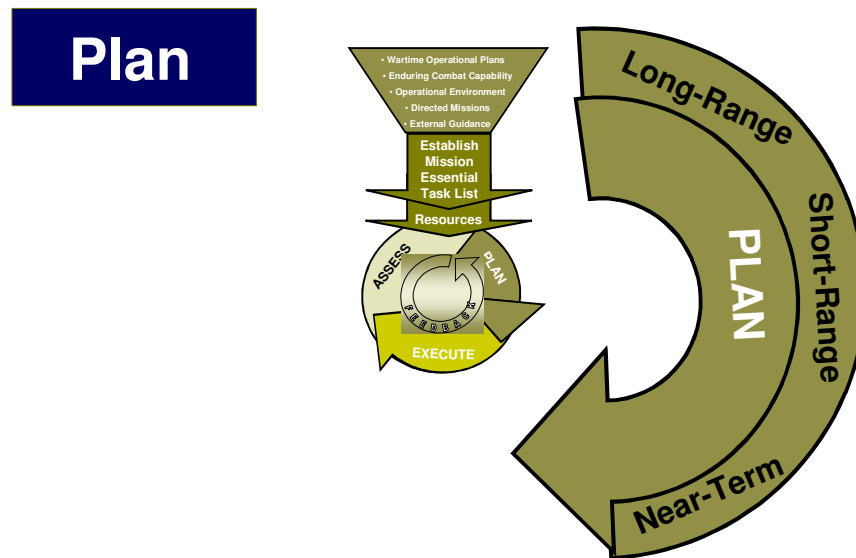 Plan
• Wartime Operational Plans
• Enduring Combat Capability
• Operational Environment
• Directed Missions
• External Guidance
Establish
Mission
Essential
Task List
Resources
ASSESS
PLAN
FEEDBACK
EXECUTE
Long-Range
Short-Range
Near-Term
PLAN